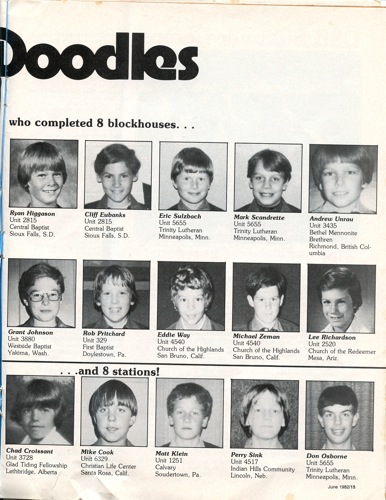 Doodles
who completed 8 blockhouses. . .
Ryan Higgason
Unit 2815
Central Baptist
Sioux Falls, S.D.
Cliff Eubanks
Unit 2815
Central Baptist
Sioux Falls, S.D.
Eric Sulzbach
Unit 5655
Trinity Lutheran
Minneapolis, Minn.
Mark Scandrette
Unit 5655
Trinity Lutheran
Minneapolis, Minn.
Andrew Unrau
Unit 3435
Bethel Mennonite
Brethren
Richmond, British Col-
umbia
Grant Johnson
Unit 3880
Westside Baptist
Yakima, Wash.
Rob Pritchard
Unit 329
First Baptist
Doylestown, Pa.
Eddie Way
Unit 4540
Church of the Highlands
San Bruno, Calif.
Michael Zeman
Unit 4540
Church of the Highlands
San Bruno, Calif.
Lee Richardson
Unit 2520
Church of the Redeemer
Mesa, Ariz.
. . .and 8 stations!
Chad Croissant
Unit 3728
Glad Tiding Fellowship
Lethbridge, Alberta
Mike Cook
Unit 6329
Christian Life Center
Santa Rosa, Calif.
Matt Klein
Unit 1251
Calvary
Soudertown, Pa.
Perry Sink
Unit 4517
Indian Hills Community
Lincoln, Neb.
Don Osborne
Unit 5655
Trinity Lutheran
Minneapolis, Minn.
June 1982/15